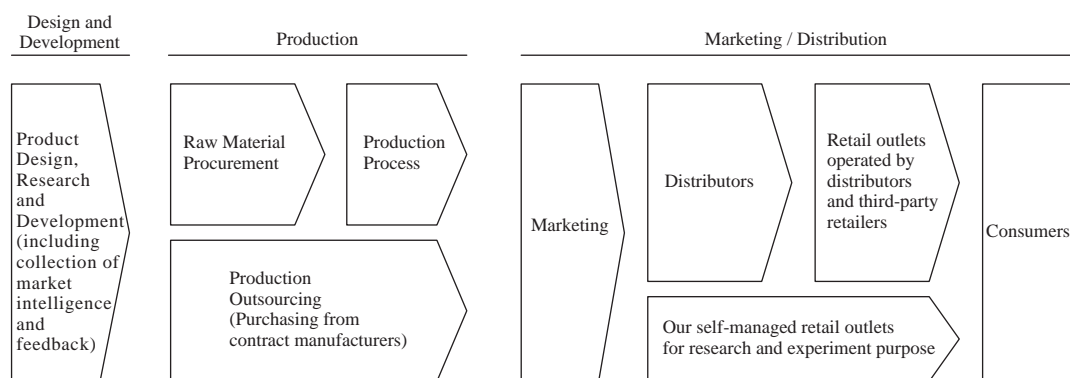 Design and
Development
Production
Marketing / Distribution
Product
Design,
Research
and
Development
(including
collection of
market
intelligence
and
feedback)
Raw Material
Procurement
Production
Process
Production
Outsourcing
(Purchasing from
contract manufacturers)
Marketing
Distributors
Retail outlets
operated by
distributors
and third-party
retailers
Our self-managed retail outlets
for research and experiment purpose
Consumers